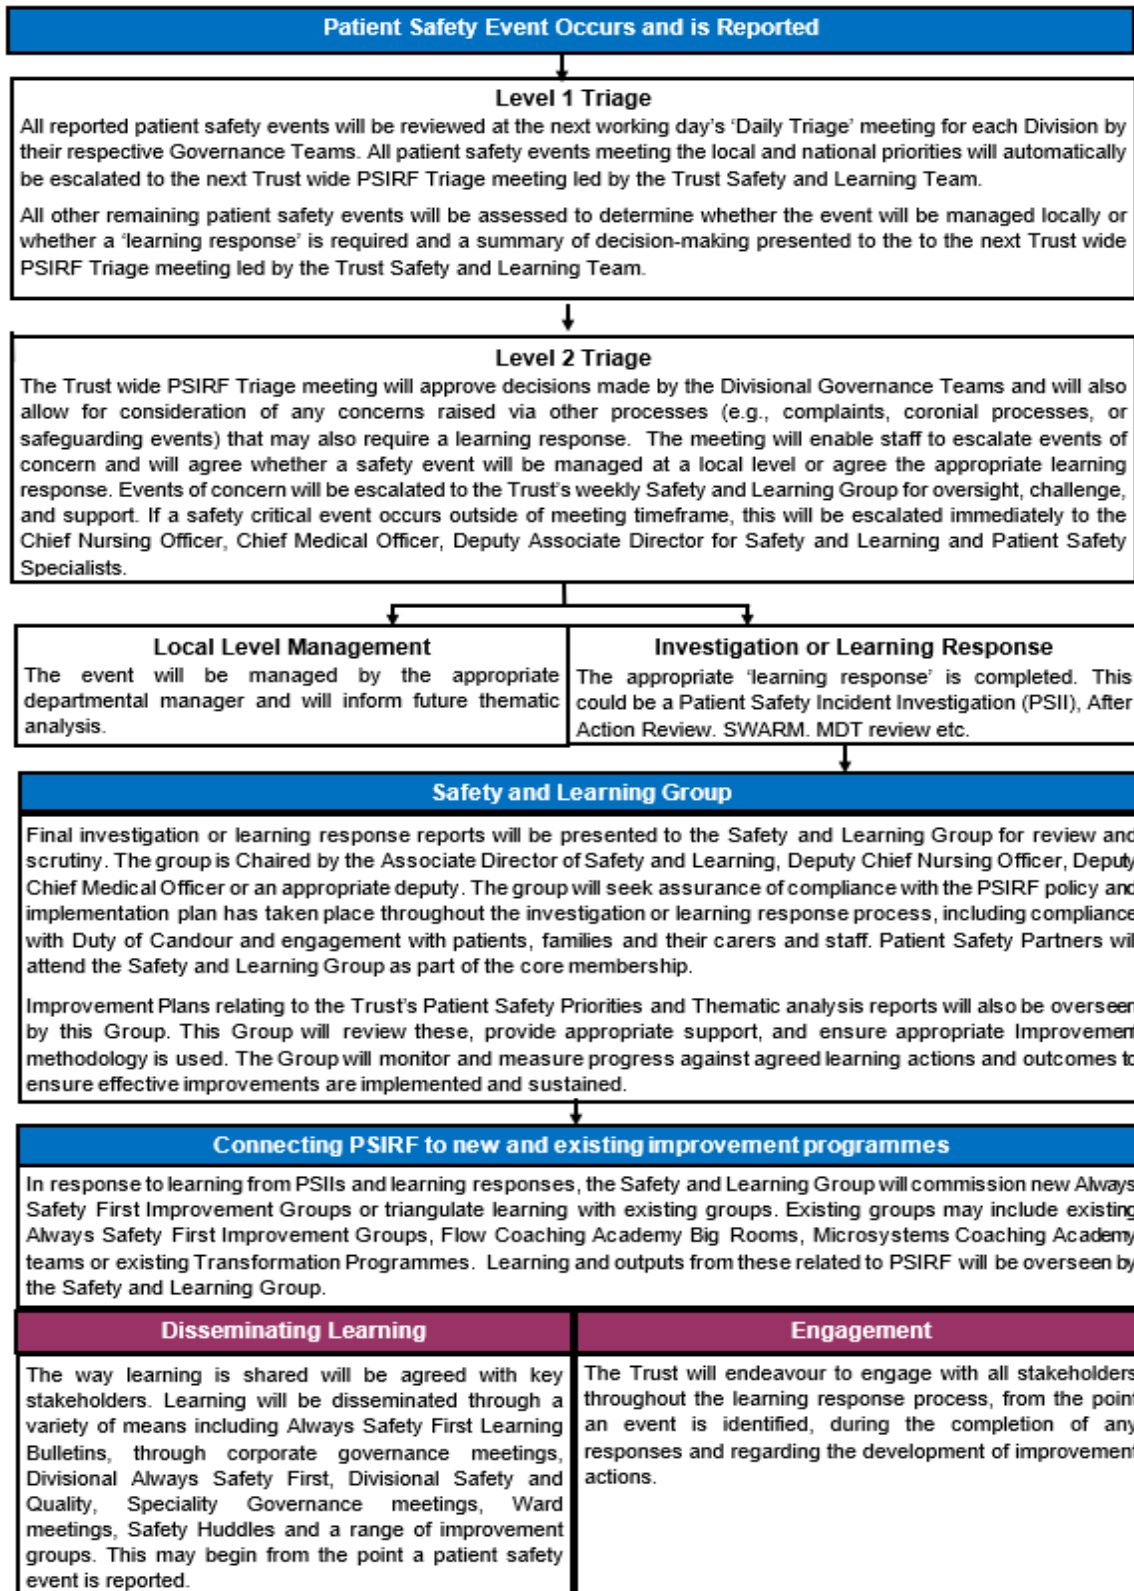 Patient Safety Event Occurs and is Reported
Level 1 Triage
All reported patient safety events will be reviewed at the next working day's 'Daily Triage' meeting for each Division by
their respective Governance Teams. All patient safety events meeting the local and national priorities will automatically
be escalated to the next Trust wide PSIRF Triage meeting led by the Trust Safety and Learning Team.
All other remaining patient safety events will be assessed to determine whether the event will be managed locally or
whether a 'learning response' is required and a summary of decision-making presented to the to the next Trust wide
PSIRF Triage meeting led by the Trust Safety and Learning Team.
Level 2 Triage
The Trust wide PSIRF Triage meeting will approve decisions made by the Divisional Governance Teams and will also
allow for consideration of any concerns raised via other processes (e.g., complaints, coronial processes, or
safeguarding events) that may also require a learning response. The meeting will enable staff to escalate events of
concern and will agree whether a safety event will be managed at a local level or agree the appropriate learning
response. Events of concern will be escalated to the Trust's weekly Safety and Learning Group for oversight, challenge,
and support. If a safety critical event occurs outside of meeting timeframe, this will be escalated immediately to the
Chief Nursing Officer, Chief Medical Officer, Deputy Associate Director for Safety and Learning and Patient Safety
Specialists.
Local Level Management
The event will be managed by the appropriate
departmental manager and will inform future thematic
analysis.
Investigation or Learning Response
The appropriate 'learning response' is completed. This
could be a Patient Safety Incident Investigation (PSII), After
Action Review. SWARM. MDT review etc.
Safety and Learning Group
Final investigation or learning response reports will be presented to the Safety and Learning Group for review and
scrutiny. The group is Chaired by the Associate Director of Safety and Learning, Deputy Chief Nursing Officer, Deputy
Chief Medical Officer or an appropriate deputy. The group will seek assurance of compliance with the PSIRF policy and
implementation plan has taken place throughout the investigation or learning response process, including compliance
with Duty of Candour and engagement with patients, families and their carers and staff. Patient Safety Partners will
attend the Safety and Learning Group as part of the core membership.
Improvement Plans relating to the Trust's Patient Safety Priorities and Thematic analysis reports will also be overseen
by this Group. This Group will review these, provide appropriate support, and ensure appropriate Improvement
methodology is used. The Group will monitor and measure progress against agreed learning actions and outcomes to
ensure effective improvements are implemented and sustained.
Connecting PSIRF to new and existing improvement programmes
In response to learning from PSIIs and learning responses, the Safety and Learning Group will commission new Always
Safety First Improvement Groups or triangulate learning with existing groups. Existing groups may include existing
Always Safety First Improvement Groups, Flow Coaching Academy Big Rooms, Microsystems Coaching Academy
teams or existing Transformation Programmes. Learning and outputs from these related to PSIRF will be overseen by
the Safety and Learning Group.
Disseminating Learning
The way learning is shared will be agreed with key
stakeholders. Learning will be disseminated through a
variety of means including Always Safety First Learning
Bulletins, through corporate governance meetings,
Divisional Always Safety First, Divisional Safety and
Quality, Speciality Governance meetings, Ward
meetings, Safety Huddles and a range of improvement
groups. This may begin from the point a patient safety
event is reported.
Engagement
The Trust will endeavour to engage with all stakeholders
throughout the learning response process, from the point
an event is identified, during the completion of any
responses and regarding the development of improvement
actions.